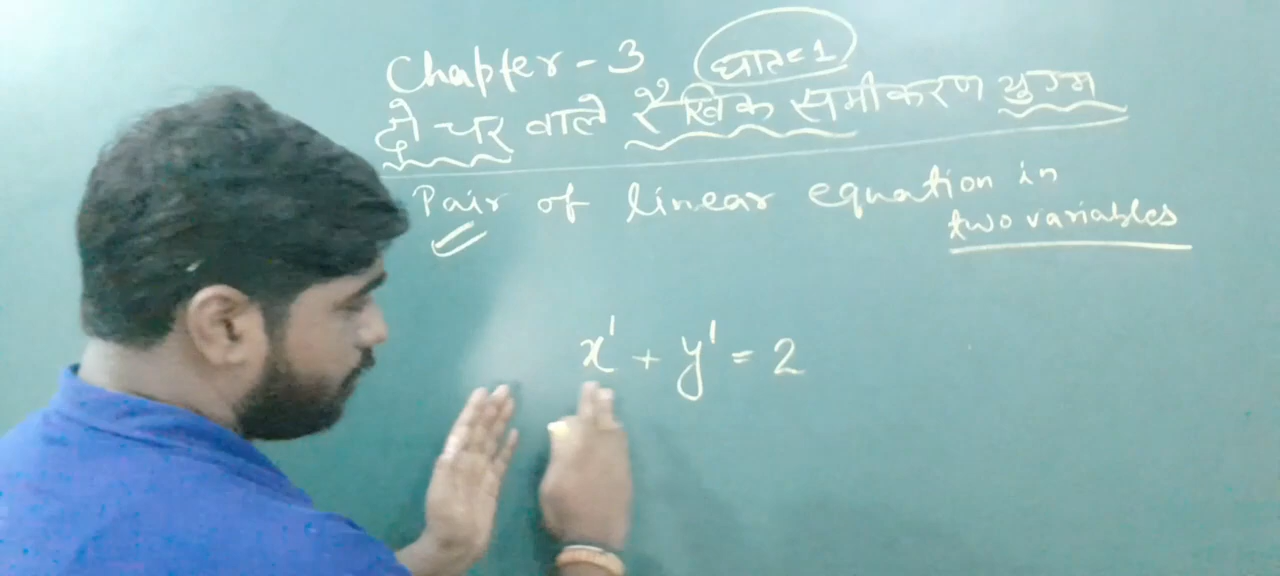 Chapter-3 घात=1
दो चर वाले रैखिक समीकरण युग्म
Pair of linear equation in
two variables
x¹ + y¹ = 2